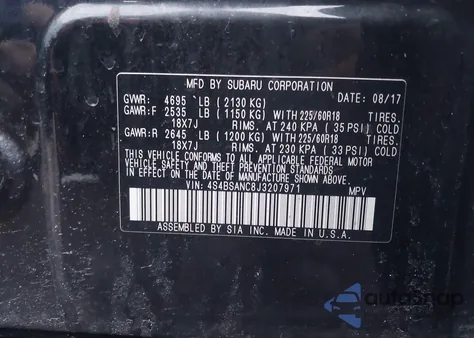 MFD BY SUBARU CORPORATION DATE: 08/17
GVWR: 4695 `LB (2130 KG)
GAWR:F 2535 LB (1150 KG) WITH 225/60R18 TIRES.
18X7J RIMS. AT 240 KPA (35 PSI) COLD
GAWR:R 2645 LB (1200 KG) WITH 225/60R18 TIRES.
18X7J RIMS. AT 230 KPA (33 PSI) COLD
THIS VEHICLE CONFORMS TO ALL APPLICABLE FEDERAL MOTOR
VEHICLE SAFETY, BUMPER, AND THEFT PREVENTION STANDARDS
IN EFFECT ON THE DATE OF MANUFACTURE SHOWN ABOVE.
VIN: 4S4BSANC8J3207971 MPV
ASSEMBLED BY SIA INC. MADE IN U.S.A.
autoSnap